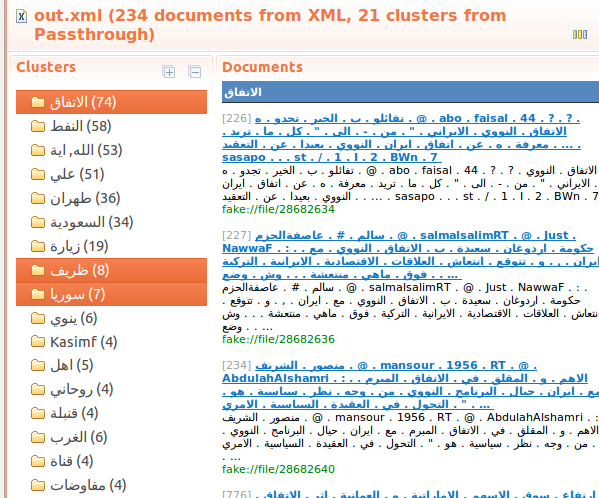 out.xml (234 documents from XML, 21 clusters from
Passthrough)
Clusters
الاتفاق (74)
النفط (58)
الله, اية (53)
علي (51)
طهران (36)
السعودية (34)
زيارة (19)
ظريف (8)
سوريا (7)
ينوي (6)
Kasimf (4)
اهل (5)
روحاني (4)
قنبلة (4)
الغرب (6)
قناة (4)
مفاوضات (4)
Documents
الاتفاق
[226] ? . ? . 44 . abo . faisal . @ . تفائلو . ب . الخير . تجدو . ه .
الاتفاق . النووي . الايراني . " . من . - . الى . " . كل . ما . تريد .
معرفة . ه . عن . اتفاق . ايران . النووي . بعيدا . عن . التعقيد . ...
sasapo . . . st . / . 1 . I . 2 . BWn . 7
? . ? . 44 . abo . faisal . @ . تفائلو . ب . الخير . تجدو . ه .
الاتفاق . النووي . الايراني . " . من . - . الى . " . كل . ما . تريد . معرفة . ه . عن . اتفاق . ايران
. النووي . بعيدا . عن . التعقيد . ... sasapo . . . st . / . 1 . I . 2 . BWn . 7
fake://file/28682634
[227] Just . @ . salmalsalimRT . @ . سالم . # . عاصفةالحزم .
NawwaF . : . . حكومة . اردوغان . سعيدة . ب . الاتفاق . النووي . مع .
ايران . , . و . تتوقع . انتعاش . العلاقات . الاقتصادية . الايرانية . التركية
. فوق . ماهي . منتعشة . . . وش . وضع . ...
Just . NawwaF . : . @ . salmalsalimRT . @ . سالم . # . عاصفةالحزم .
حكومة . اردوغان . سعيدة . ب . الاتفاق . النووي . مع . ايران . , . و . تتوقع .
انتعاش . العلاقات . الاقتصادية . الايرانية . التركية . فوق . ماهي . منتعشة . . . وش
. وضع . ...
fake://file/28682636
[234] @ . mansour . 1956 . RT . @ . منصور . الشريف .
AbdulahAlshamri . : . . الاهم . و . المقلق . في . الاتفاق . المبرم .
مع . ايران . حيال . البرنامج . النووي . من . وجه . نظر . سياسية . هو .
" . التحول . في . العقيدة . السياسة . الامري ...
@ . mansour . 1956 . RT . @ . AbdulahAlshamri . : . منصور . الشريف
. الاهم . و . المقلق . في . الاتفاق . المبرم . مع . ايران . حيال . البرنامج . النووي .
من . وجه . نظر . سياسية . هو . " . التحول . في . العقيدة . السياسية . الامري
. ...
fake://file/28682640
[776]